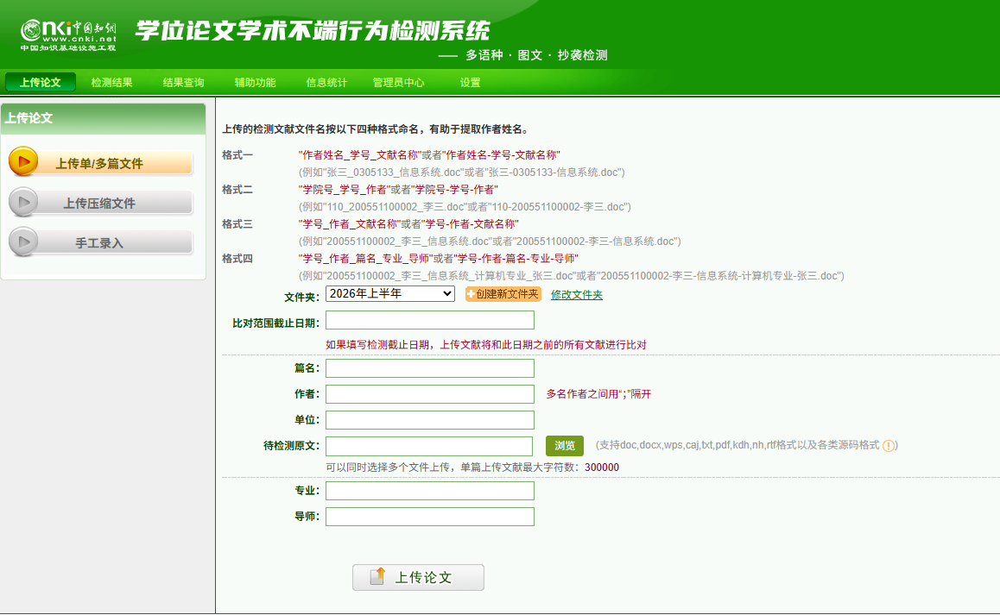 cnki中国知网
www.cnki.net
中国知识基础设施工程
学位论文学术不端行为检测系统
—— 多语种 · 图文 · 抄袭检测
上传论文 检测结果 结果查询 辅助功能 信息统计 管理员中心 设置
上传论文
上传单/多篇文件
上传压缩文件
手工录入
上传的检测文献文件名按以下四种格式命名，有助于提取作者姓名。
格式一 "作者姓名_学号_文献名称"或者"作者姓名-学号-文献名称"
(例如"张三_0305133_信息系统.doc"或者"张三-0305133-信息系统.doc")
格式二 "学院号_学号_作者"或者"学院号-学号-作者"
(例如"110_200551100002_李三.doc"或者"110-200551100002-李三.doc")
格式三 "学号_作者_文献名称"或者"学号-作者-文献名称"
(例如"200551100002_李三_信息系统.doc"或者"200551100002-李三-信息系统.doc")
格式四 "学号_作者_篇名_专业_导师"或者"学号-作者-篇名-专业-导师"
(例如"200551100002_李三_信息系统_计算机专业_张三.doc"或者"200551100002-李三-信息系统-计算机专业-张三.doc")
文件夹： 2026年上半年 创建新文件夹 修改文件夹
比对范围截止日期：
如果填写检测截止日期，上传文献将和此日期之前的所有文献进行比对
篇名：
作者： 多名作者之间用“;”隔开
单位：
待检测原文： 浏览 (支持doc,docx,wps,caj,txt,pdf,kdh,nh,rtf格式以及各类源码格式 !)
可以同时选择多个文件上传，单篇上传文献最大字符数：300000
专业：
导师：
上传论文